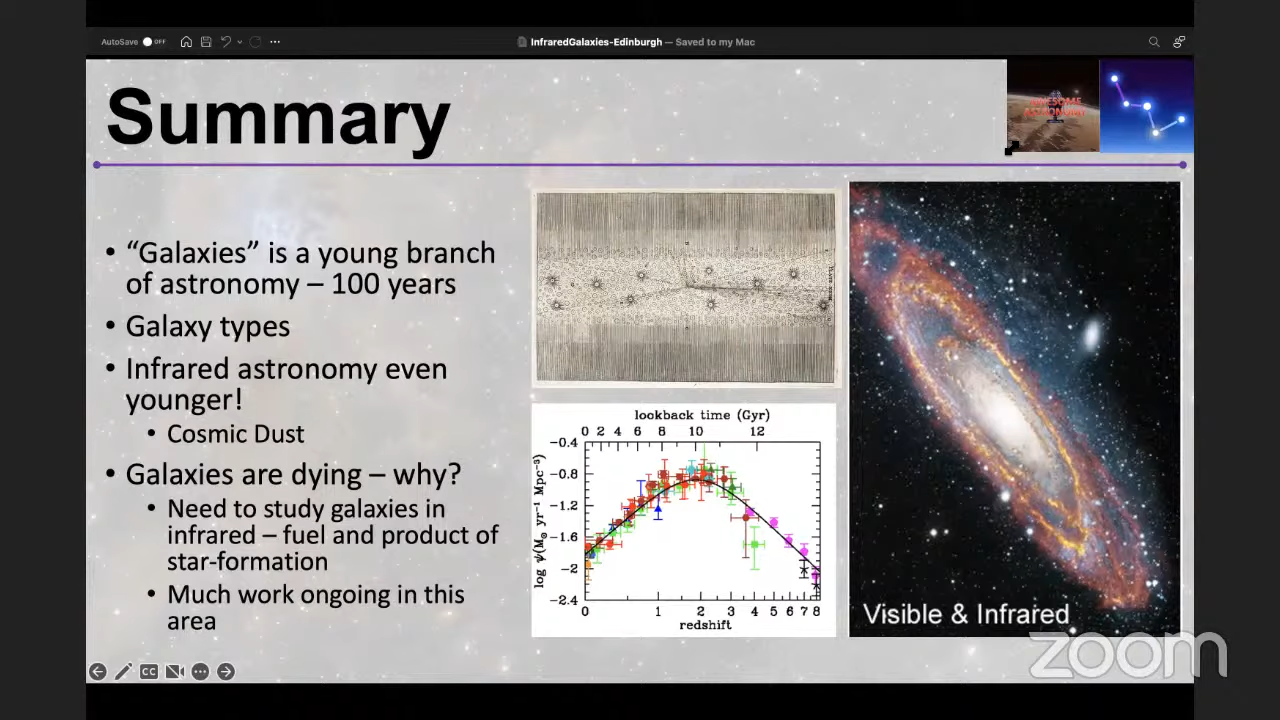 AutoSave OFF
InfraredGalaxies-Edinburgh — Saved to my Mac
Summary
AWESOME
ASTRONOMY
• “Galaxies” is a young branch
of astronomy – 100 years
• Galaxy types
• Infrared astronomy even
younger!
• Cosmic Dust
• Galaxies are dying – why?
• Need to study galaxies in
infrared – fuel and product of
star-formation
• Much work ongoing in this
area
lookback time (Gyr)
0 2 4 6 8 10 12
-0.4
-0.8
-1.2
-1.6
-2
-2.4
log ψ(M⊙ yr⁻¹ Mpc⁻³)
0 1 2 3 4 5 6 7 8
redshift
Visible & Infrared
CC
zoom